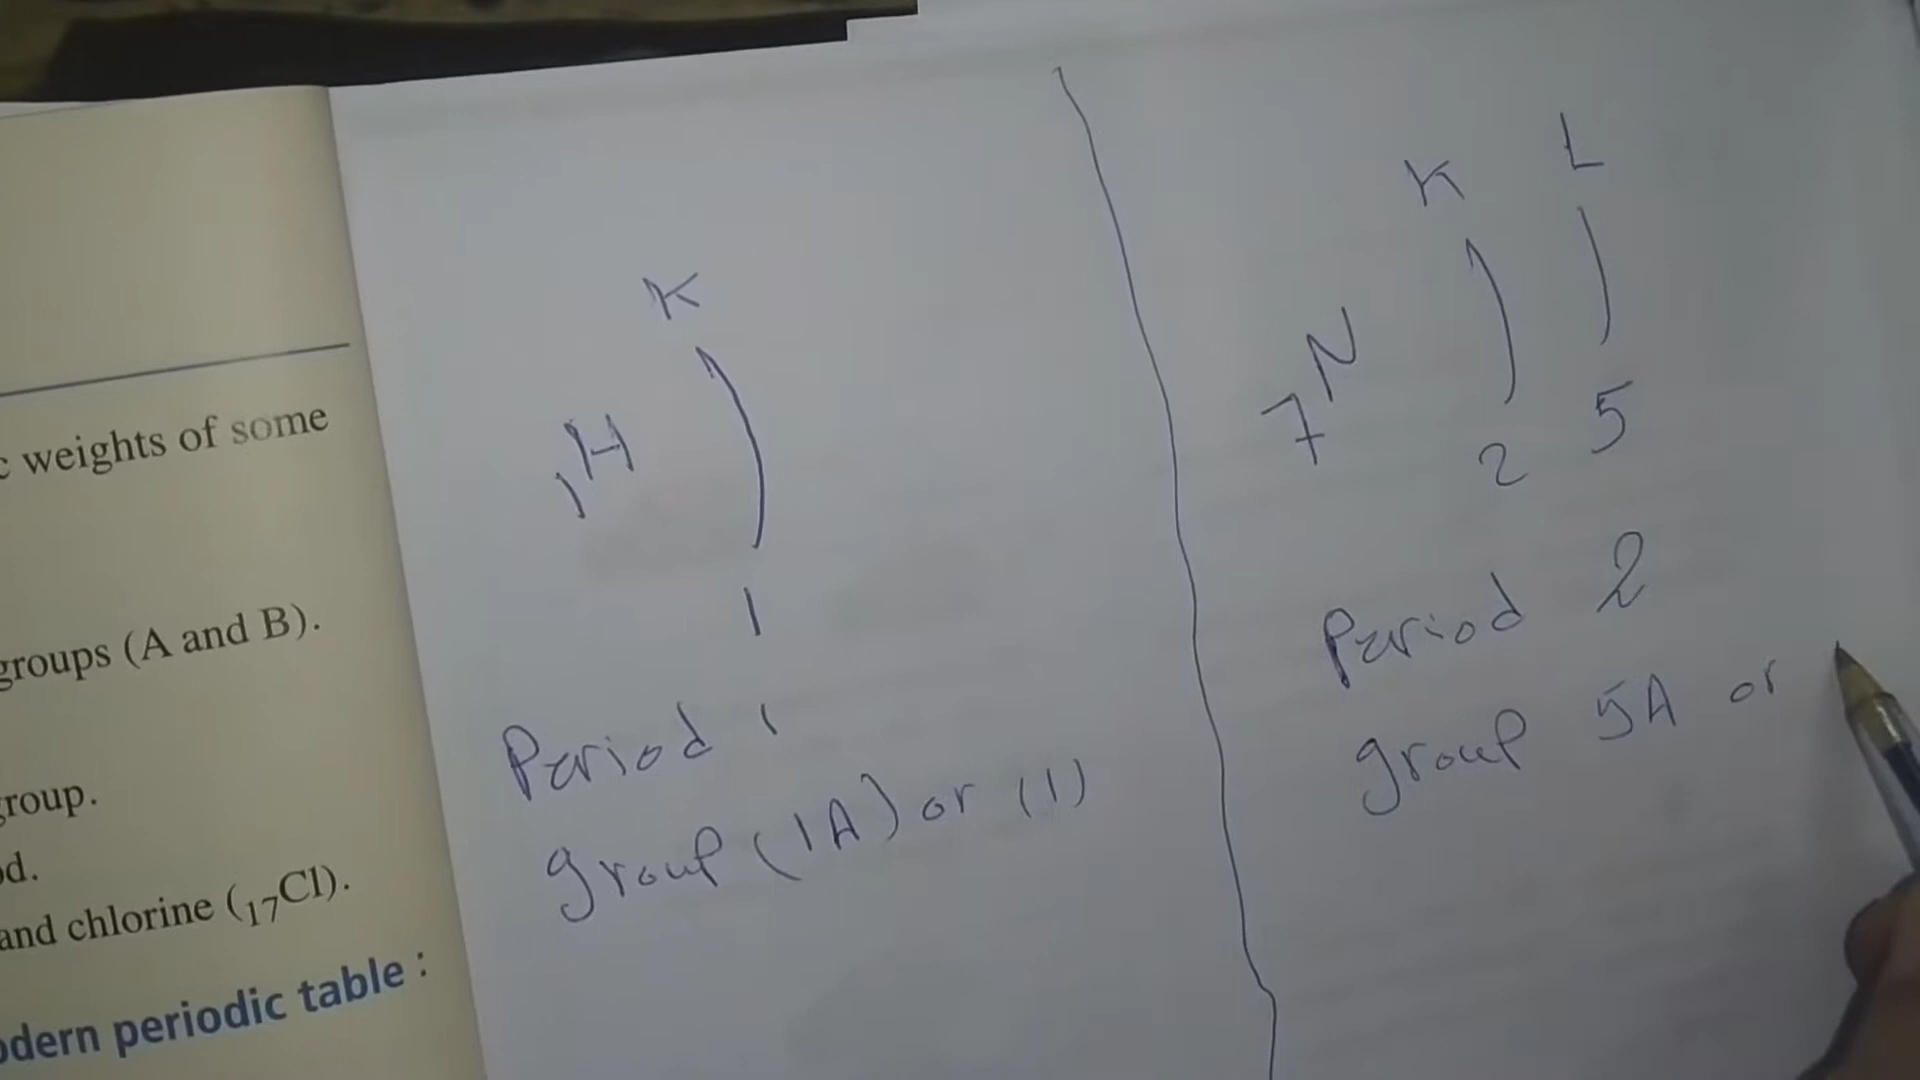 weights of some
groups (A and B).
roup.
d.
and chlorine (₁₇Cl).
odern periodic table :
K
₁H
1
Period 1
group (1A) or (1)
K L
₇N
2 5
Period 2
group 5A or